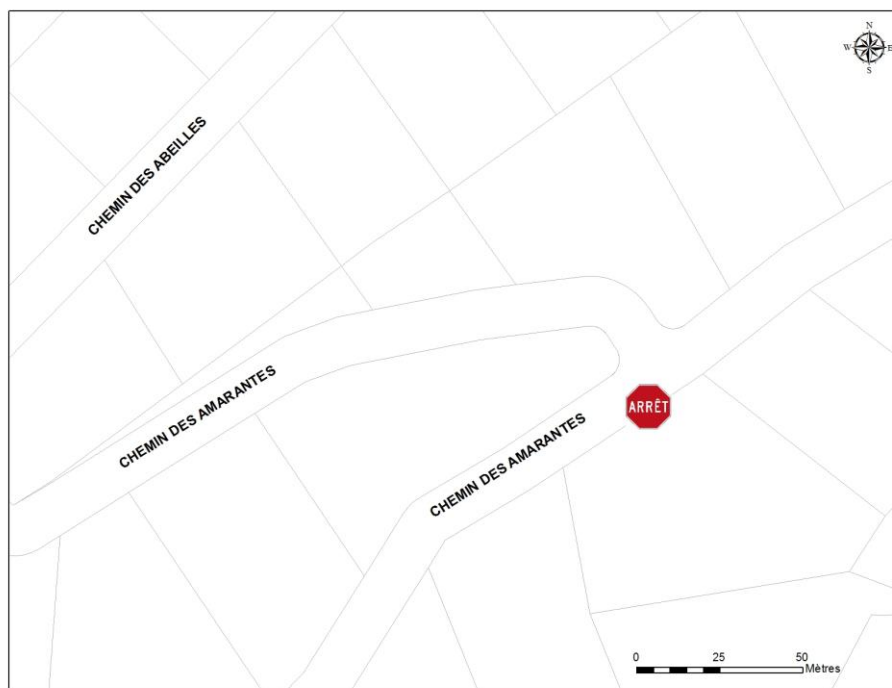 N
W E
S
CHEMIN DES ABEILLES
CHEMIN DES AMARANTES
ARRÊT
CHEMIN DES AMARANTES
0 25 50
Mètres